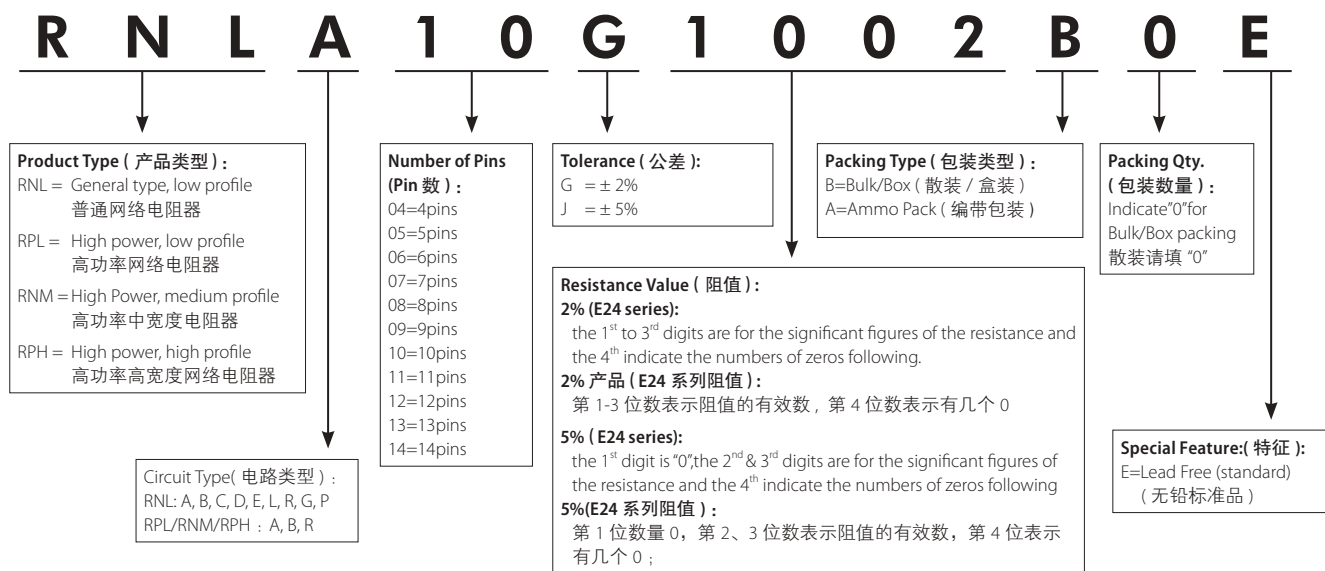 R N L A 1 0 G 1 0 0 2 B 0 E
Product Type ( 产品类型 ) :
RNL = General type, low profile
普通网络电阻器
RPL = High power, low profile
高功率网络电阻器
RNM = High Power, medium profile
高功率中宽度电阻器
RPH = High power, high profile
高功率高宽度网络电阻器
Circuit Type( 电路类型 ) :
RNL: A, B, C, D, E, L, R, G, P
RPL/RNM/RPH : A, B, R
Number of Pins
(Pin 数 ) :
04=4pins
05=5pins
06=6pins
07=7pins
08=8pins
09=9pins
10=10pins
11=11pins
12=12pins
13=13pins
14=14pins
Tolerance ( 公差 ):
G = ± 2%
J = ± 5%
Resistance Value ( 阻值 ) :
2% (E24 series):
the 1st to 3rd digits are for the significant figures of the resistance and
the 4th indicate the numbers of zeros following.
2% 产品 ( E24 系列阻值 ) :
第 1-3 位数表示阻值的有效数 , 第 4 位数表示有几个 0
5% ( E24 series):
the 1st digit is "0",the 2nd & 3rd digits are for the significant figures of
the resistance and the 4th indicate the numbers of zeros following
5%(E24 系列阻值 ) :
第 1 位数量 0，第 2、3 位数表示阻值的有效数，第 4 位表示
有几个 0 ;
Packing Type ( 包装类型 ) :
B=Bulk/Box ( 散装 / 盒装 )
A=Ammo Pack ( 编带包装 )
Packing Qty.
( 包装数量 ) :
Indicate"0"for
Bulk/Box packing
散装请填 "0"
Special Feature:( 特征 ) :
E=Lead Free (standard)
( 无铅标准品 )